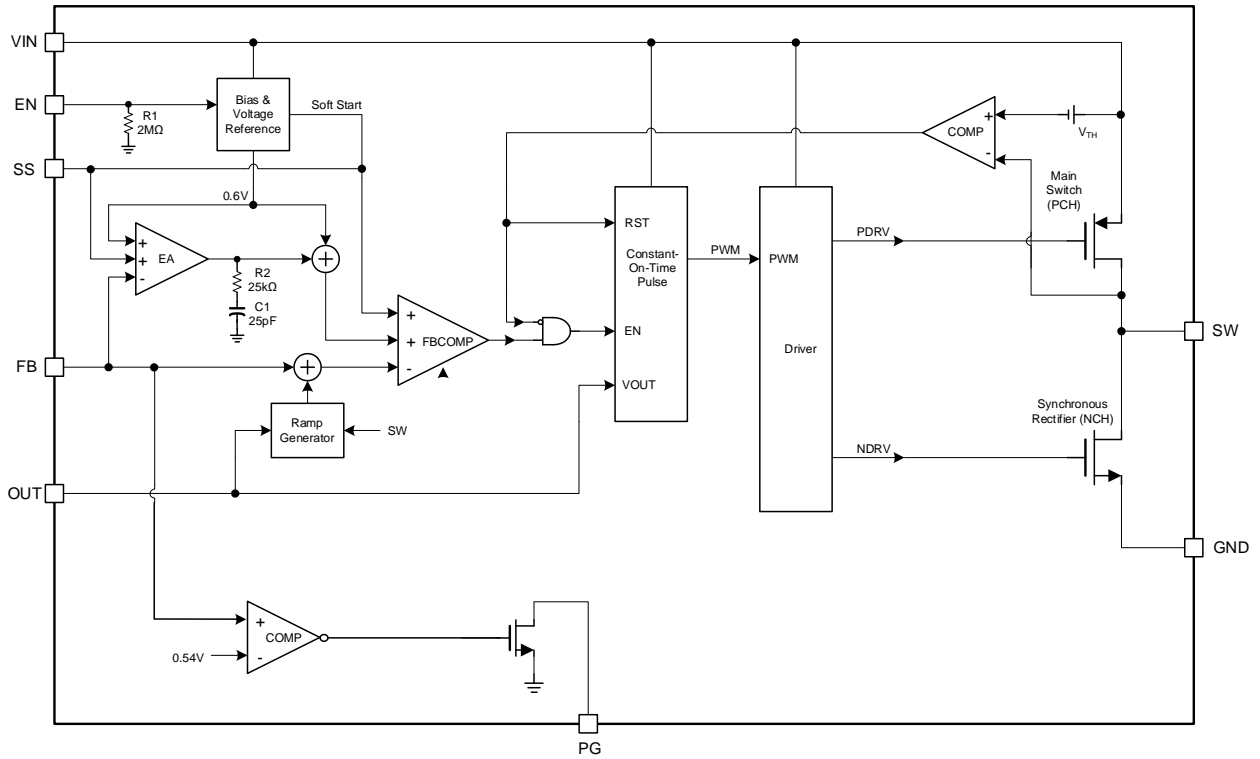 VIN
EN
R1
2MΩ
Bias &
Voltage
Reference
Soft Start
SS
0.6V
+
+
-
EA
+
R2
25kΩ
C1
25pF
+
+
-
FBCOMP
FB
+
Ramp
Generator
SW
OUT
RST
Constant-
On-Time
Pulse
EN
VOUT
PWM
PWM
Driver
COMP
+
-
VTH
Main
Switch
(PCH)
PDRV
SW
Synchronous
Rectifier (NCH)
NDRV
GND
+
-
COMP
0.54V
PG